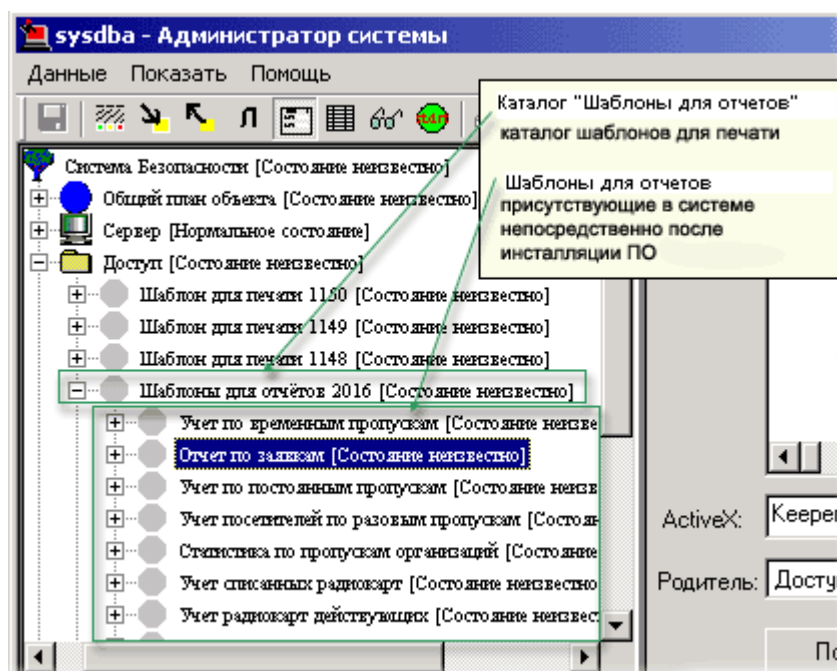 sysdba - Администратор системы
Данные Показать Помощь
Л
Каталог "Шаблоны для отчетов"
каталог шаблонов для печати
Шаблоны для отчетов
присутствующие в системе
непосредственно после
инсталляции ПО
Система Безопасности [Состояние неизвестно]
Общий план объекта [Состояние неизвестно]
Сервер [Нормальное состояние]
Доступ [Состояние неизвестно]
Шаблон для печати 1150 [Состояние неизвестно]
Шаблон для печати 1149 [Состояние неизвестно]
Шаблон для печати 1148 [Состояние неизвестно]
Шаблоны для отчётов 2016 [Состояние неизвестно]
Учет по временным пропускам [Состояние неизве
Отчет по заявкам [Состояние неизвестно]
Учет по постоянным пропускам [Состояние неизв
Учет посетителей по разовым пропускам [Состоян
Статистика по пропускам организаций [Состояние
Учет списанных радиокарт [Состояние неизвестно
Учет радиокарт действующих [Состояние неизвес
ActiveX: Keeper
Родитель: Досту
По